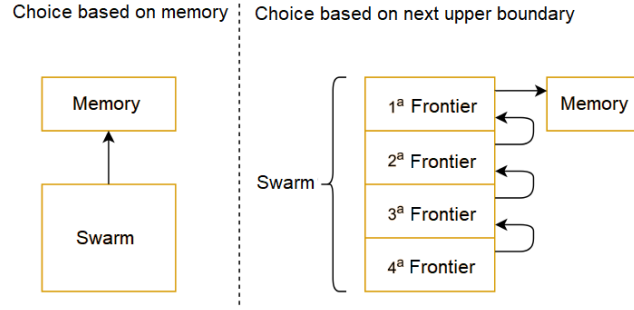 Choice based on memory
Memory
Swarm
Choice based on next upper boundary
Swarm
1ª Frontier
2ª Frontier
3ª Frontier
4ª Frontier
Memory